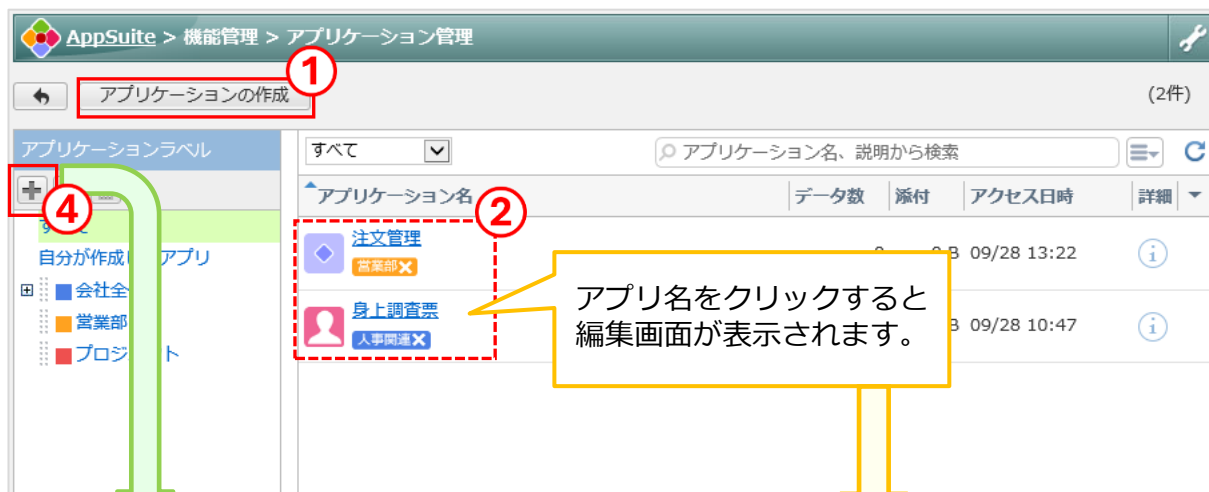 AppSuite > 機能管理 > アプリケーション管理
①
アプリケーションの作成
(2件)
アプリケーションラベル
すべて
アプリケーション名、説明から検索
④
アプリケーション名
データ数
添付
アクセス日時
詳細
②
自分が作成 アプリ
注文管理
営業部
09/28 13:22
会社全
営業部
プロジ ト
身上調査票
人事関連
09/28 10:47
アプリ名をクリックすると
編集画面が表示されます。